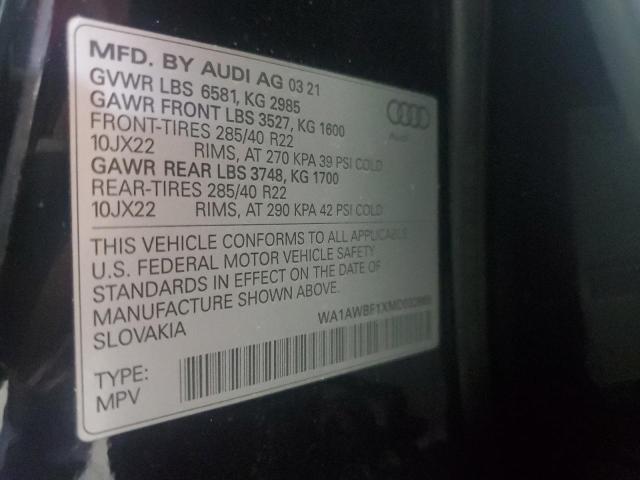 MFD. BY AUDI AG 03 21
GVWR LBS 6581, KG 2985
GAWR FRONT LBS 3527, KG 1600
FRONT-TIRES 285/40 R22
10JX22 RIMS, AT 270 KPA 39 PSI COLD
GAWR REAR LBS 3748, KG 1700
REAR-TIRES 285/40 R22
10JX22 RIMS, AT 290 KPA 42 PSI COLD
Audi
THIS VEHICLE CONFORMS TO ALL APPLICABLE
U.S. FEDERAL MOTOR VEHICLE SAFETY
STANDARDS IN EFFECT ON THE DATE OF
MANUFACTURE SHOWN ABOVE.
SLOVAKIA
TYPE:
MPV